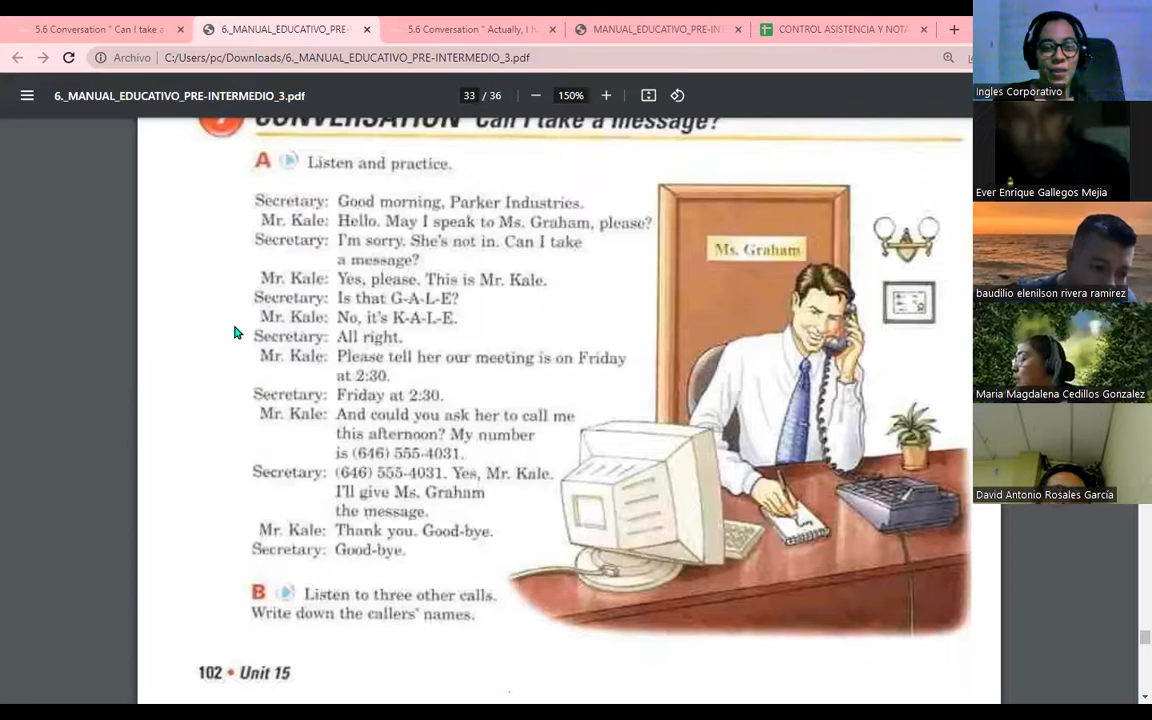 5.6 Conversation " Can I take a
6._MANUAL_EDUCATIVO_PRE-
5.6 Conversation " Actually, I
MANUAL_EDUCATIVO_PRE-INT
CONTROL ASISTENCIA Y NOTA
Archivo
C:/Users/pc/Downloads/6._MANUAL_EDUCATIVO_PRE-INTERMEDIO_3.pdf
6._MANUAL_EDUCATIVO_PRE-INTERMEDIO_3.pdf
33 / 36
150%
Ingles Corporativo
Ever Enrique Gallegos Mejia
baudilio elenilson rivera ramirez
Maria Magdalena Cedillos Gonzalez
David Antonio Rosales García
7 CONVERSATION Can I take a message?
A Listen and practice.
Secretary: Good morning, Parker Industries.
Mr. Kale: Hello. May I speak to Ms. Graham, please?
Secretary: I'm sorry. She's not in. Can I take
a message?
Mr. Kale: Yes, please. This is Mr. Kale.
Secretary: Is that G-A-L-E?
Mr. Kale: No, it's K-A-L-E.
Secretary: All right.
Mr. Kale: Please tell her our meeting is on Friday
at 2:30.
Secretary: Friday at 2:30.
Mr. Kale: And could you ask her to call me
this afternoon? My number
is (646) 555-4031.
Secretary: (646) 555-4031. Yes, Mr. Kale.
I'll give Ms. Graham
the message.
Mr. Kale: Thank you. Good-bye.
Secretary: Good-bye.
Ms. Graham
B Listen to three other calls.
Write down the callers' names.
102 • Unit 15